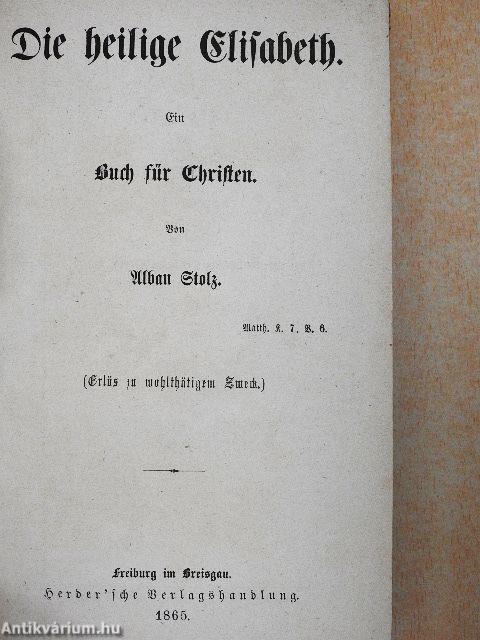 Die heilige Elisabeth.
Ein
Buch für Christen.
Von
Alban Stolz.
Matth. K. 7, V. 6.
(Erlös zu wohlthätigem Zweck.)
Freiburg im Breisgau.
Herder'sche Verlagshandlung.
1865.
Antikvárium.hu